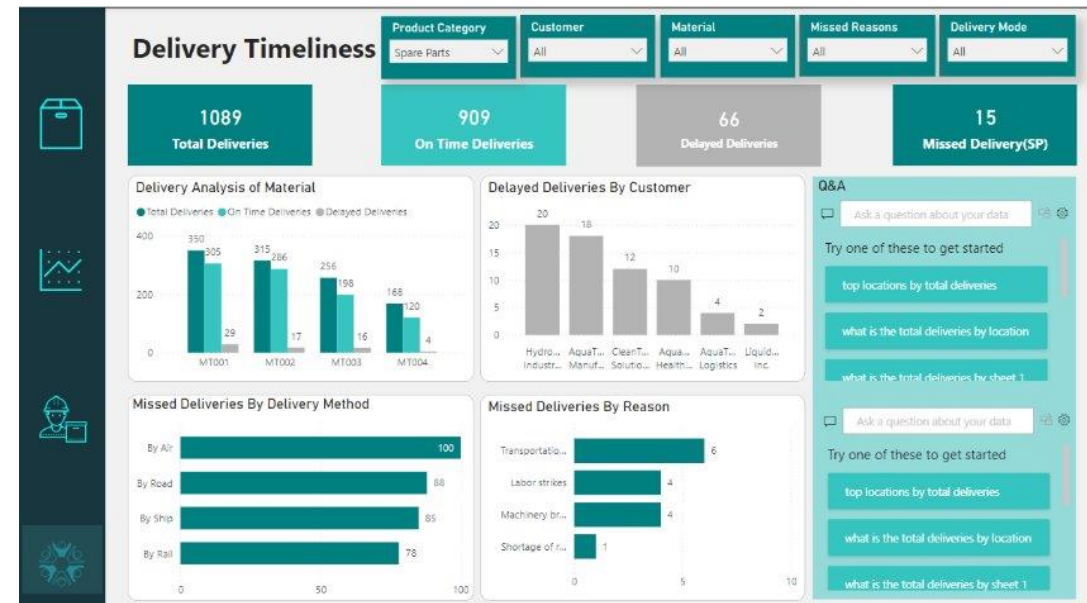 Delivery Timeliness
Product Category
Spare Parts
Customer
All
Material
All
Missed Reasons
All
Delivery Mode
All
1089
Total Deliveries
909
On Time Deliveries
66
Delayed Deliveries
15
Missed Delivery(SP)
Delivery Analysis of Material
Total Deliveries On Time Deliveries Delayed Deliveries
400
200
0
350
305
29
315
286
17
256
198
16
168
120
4
MT001 MT002 MT003 MT004
Delayed Deliveries By Customer
20
15
10
5
0
20
18
12
10
4
2
Hydro... AquaT... CleanT... Aqua... AquaT... Liquid...
Industr... Manuf... Solutio... Health... Logistics Inc.
Q&A
Ask a question about your data
Try one of these to get started
top locations by total deliveries
what is the total deliveries by location
what is the total deliveries by sheet 1
Missed Deliveries By Delivery Method
By Air 100
By Road 88
By Ship 85
By Rail 78
0 50 100
Missed Deliveries By Reason
Transportatio... 6
Labor strikes 4
Machinery br... 4
Shortage of r... 1
0 5 10
Ask a question about your data
Try one of these to get started
top locations by total deliveries
what is the total deliveries by location
what is the total deliveries by sheet 1